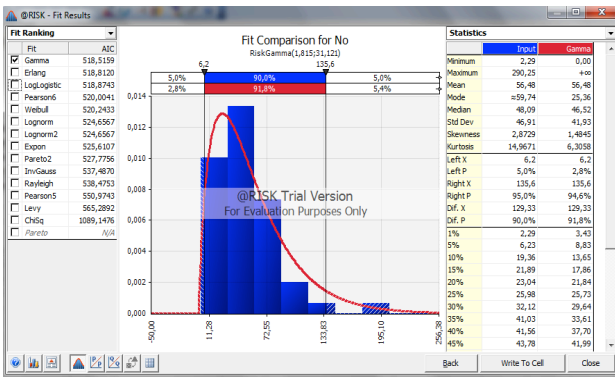 @RISK - Fit Results
Fit Ranking
Fit AIC
Gamma 518,5159
Erlang 518,8120
LogLogistic 518,8743
Pearson6 520,0041
Weibull 520,2433
Lognorm 524,6567
Lognorm2 524,6567
Expon 525,6107
Pareto2 527,7756
InvGauss 537,4870
Rayleigh 538,4753
Pearson5 550,9743
Levy 565,2892
ChiSq 1089,1476
Pareto N/A
Fit Comparison for No
RiskGamma(1,815;31,121)
6,2 135,6
5,0% 90,0% 5,0%
2,8% 91,8% 5,4%
0,014
0,012
0,010
0,008
0,006
0,004
0,002
0,000
@RISK Trial Version
For Evaluation Purposes Only
-50,00
11,28
72,55
133,83
195,10
256,38
Statistics
Input Gamma
Minimum 2,29 0,00
Maximum 290,25 +∞
Mean 56,48 56,48
Mode ≈59,74 25,36
Median 48,09 46,52
Std Dev 46,91 41,93
Skewness 2,8729 1,4845
Kurtosis 14,9671 6,3058
Left X 6,2 6,2
Left P 5,0% 2,8%
Right X 135,6 135,6
Right P 95,0% 94,6%
Dif. X 129,33 129,33
Dif. P 90,0% 91,8%
1% 2,29 3,43
5% 6,23 8,83
10% 19,36 13,65
15% 21,89 17,86
20% 23,04 21,84
25% 25,98 25,73
30% 32,12 29,64
35% 41,03 33,61
40% 41,56 37,70
45% 43,78 41,99
Back Write To Cell Close